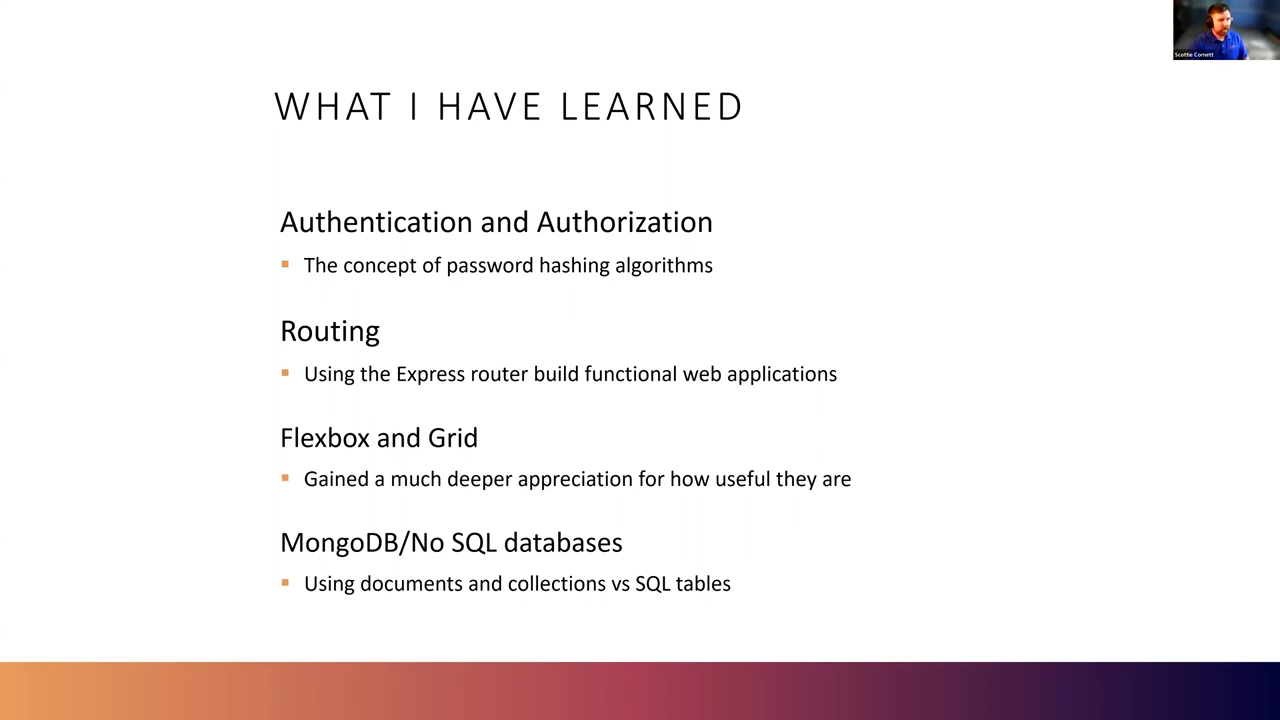 Scottie Cornett
WHAT I HAVE LEARNED
Authentication and Authorization
▪ The concept of password hashing algorithms
Routing
▪ Using the Express router build functional web applications
Flexbox and Grid
▪ Gained a much deeper appreciation for how useful they are
MongoDB/No SQL databases
▪ Using documents and collections vs SQL tables